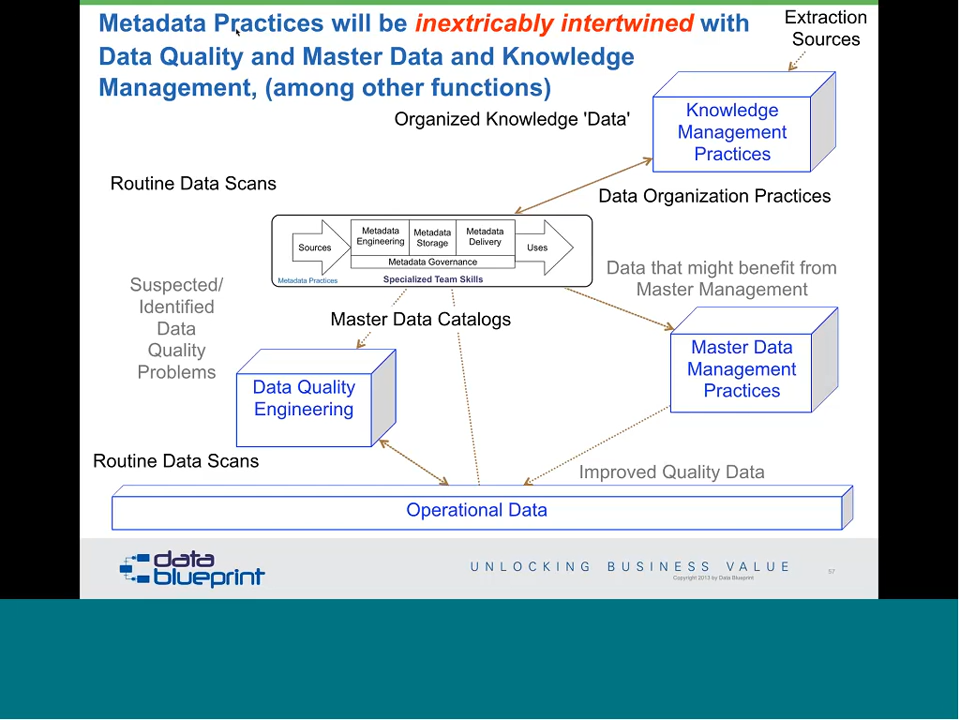 Metadata Practices will be inextricably intertwined with
Data Quality and Master Data and Knowledge
Management, (among other functions)
Extraction
Sources
Organized Knowledge 'Data'
Knowledge
Management
Practices
Routine Data Scans
Data Organization Practices
Sources
Metadata
Engineering
Metadata
Storage
Metadata
Delivery
Uses
Metadata Governance
Metadata Practices
Specialized Team Skills
Suspected/
Identified
Data
Quality
Problems
Data that might benefit from
Master Management
Master Data Catalogs
Master Data
Management
Practices
Data Quality
Engineering
Routine Data Scans
Improved Quality Data
Operational Data
data
blueprint
UNLOCKING BUSINESS VALUE
Copyright 2013 by Data Blueprint
57